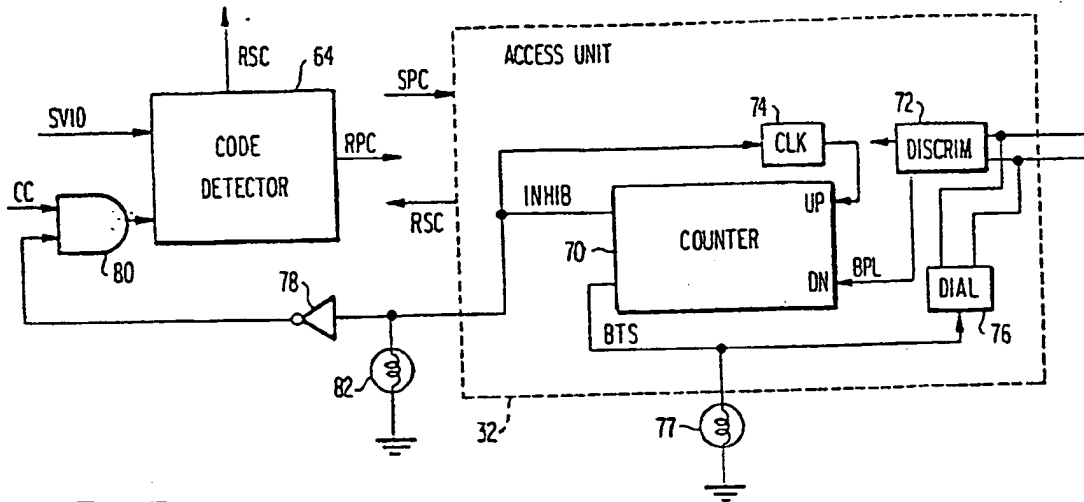 RSC
64
SPC
ACCESS UNIT
SVIO
CODE
DETECTOR
RPC
74
CLK
72
DISCRIM
CC
RSC
INHIB
UP
70
COUNTER
80
78
DN
BPL
DIAL
76
BTS
82
32
77